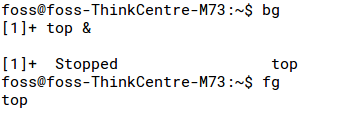 foss@foss-ThinkCentre-M73:~$ bg
[1]+ top &
[1]+  Stopped                 top
foss@foss-ThinkCentre-M73:~$ fg
top